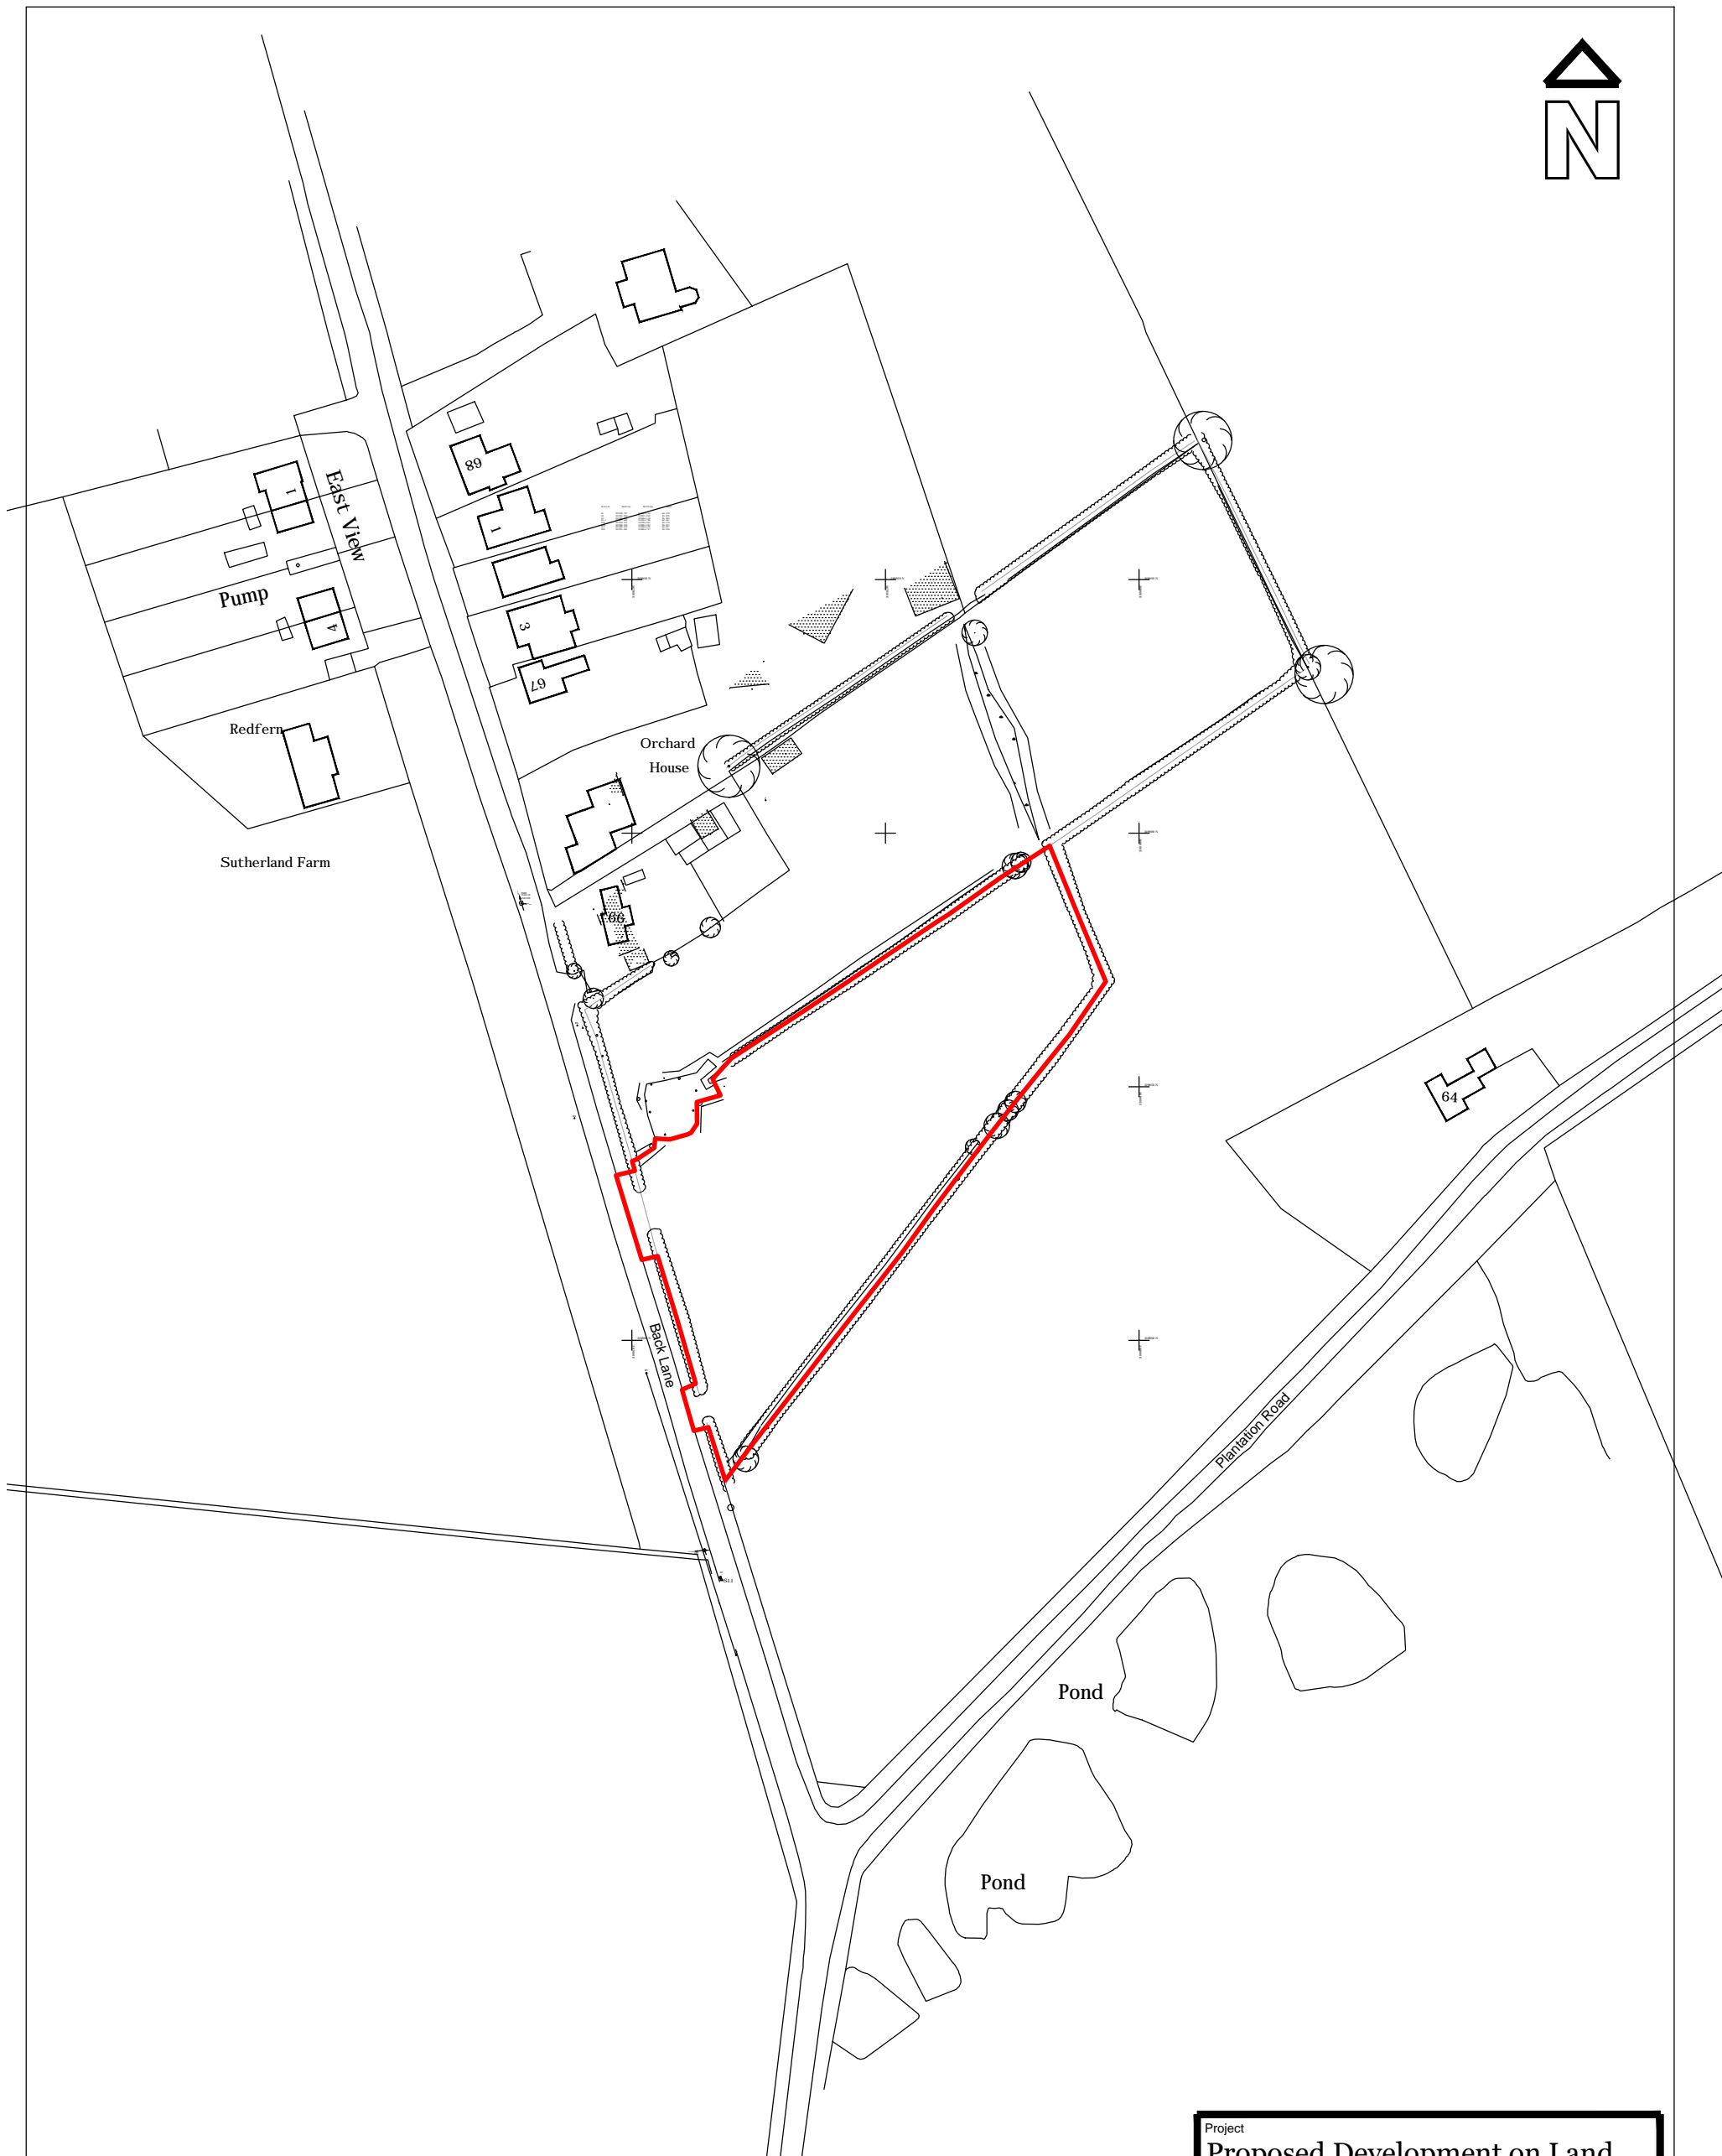 N
68
1
1
East View
Pump
3
4
67
Redfern
Orchard
House
Sutherland Farm
66
64
Back Lane
Plantation Road
Pond
Pond
Project
Proposed Development on Land